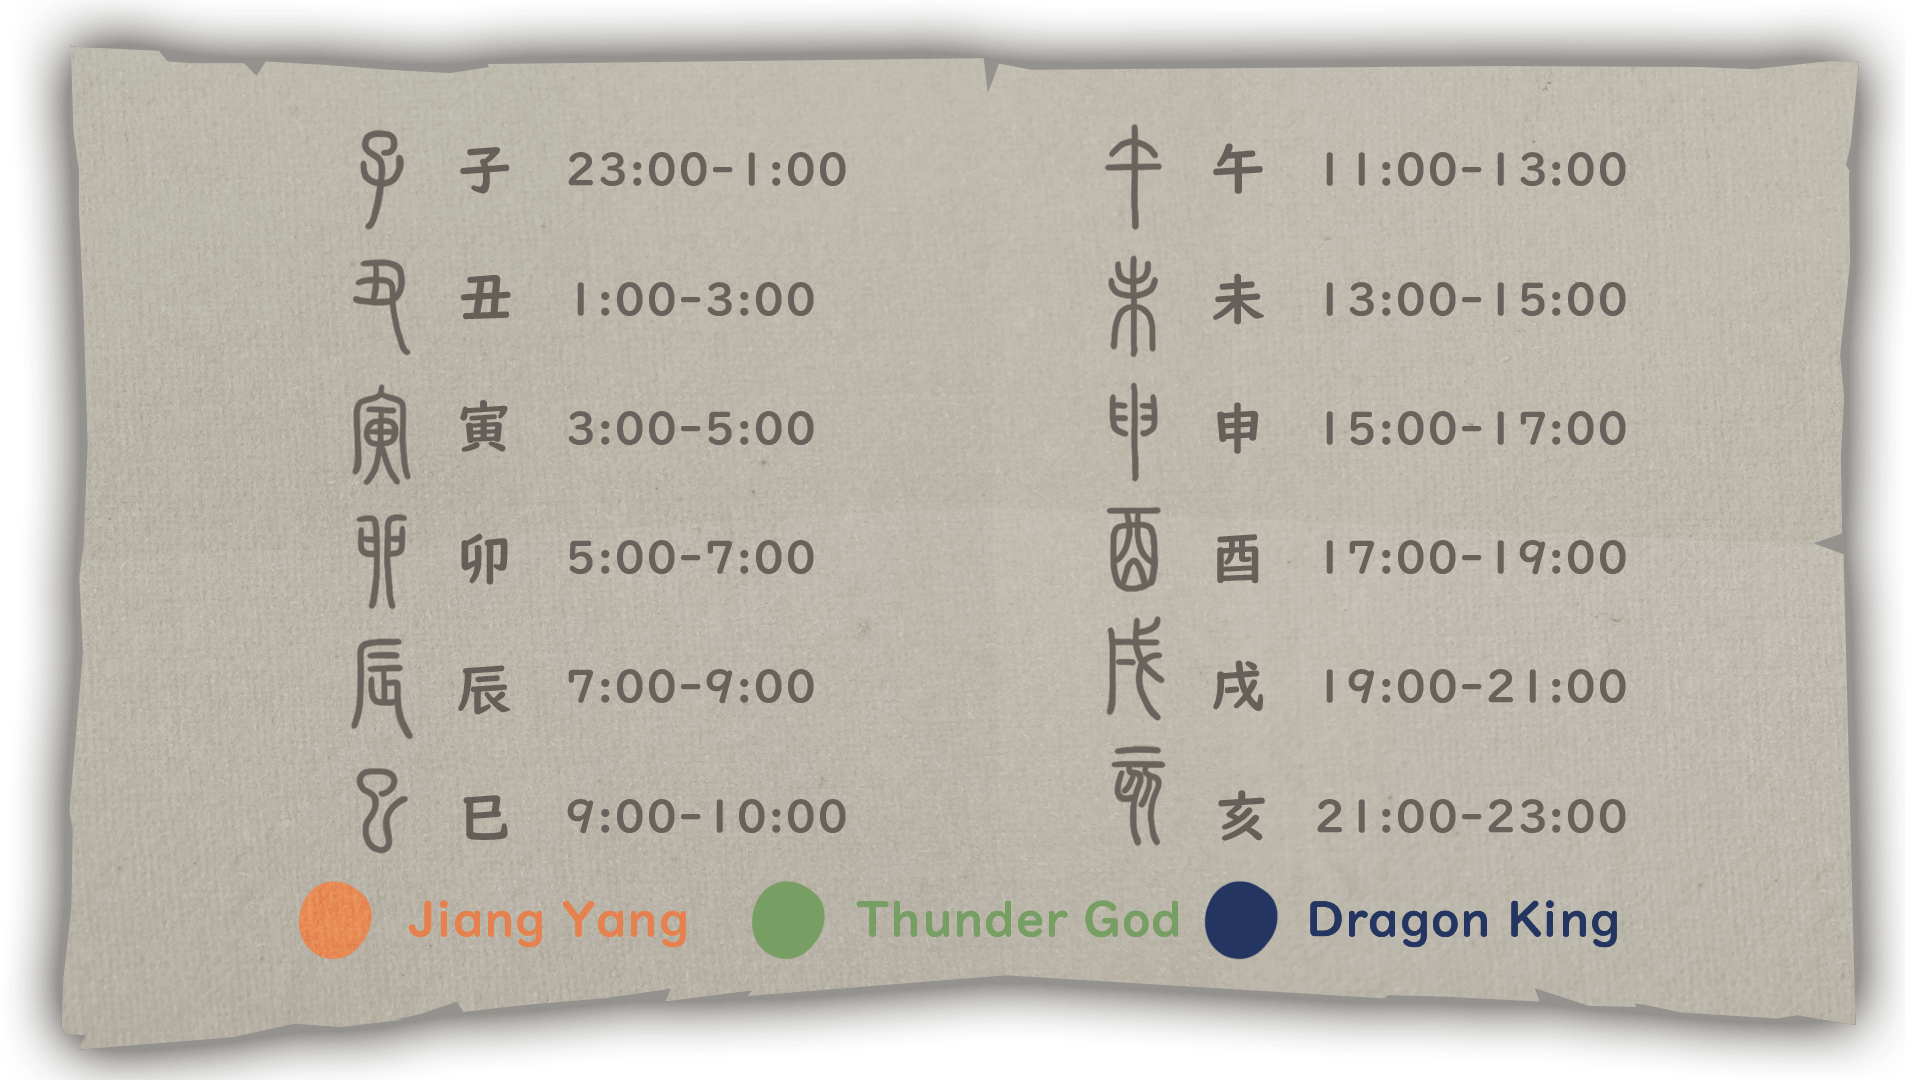 子 子 23:00-1:00
丑 丑 1:00-3:00
寅 寅 3:00-5:00
卯 卯 5:00-7:00
辰 辰 7:00-9:00
巳 巳 9:00-10:00
午 午 11:00-13:00
未 未 13:00-15:00
申 申 15:00-17:00
酉 酉 17:00-19:00
戌 戌 19:00-21:00
亥 亥 21:00-23:00
Jiang Yang
Thunder God
Dragon King